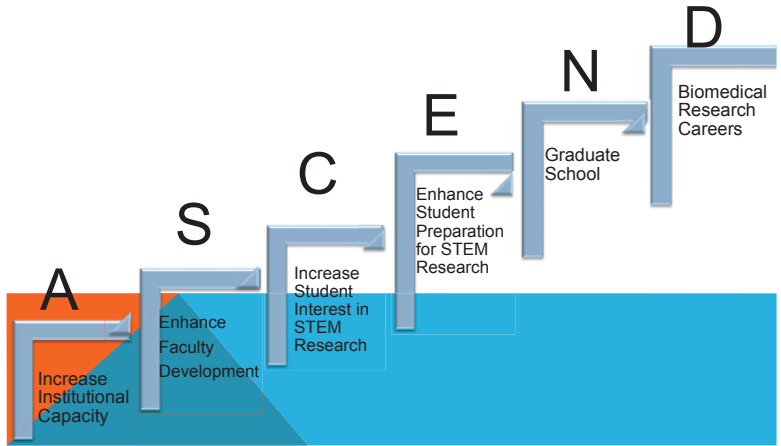 A
Increase
Institutional
Capacity
S
Enhance
Faculty
Development
C
Increase
Student
Interest in
STEM
Research
E
Enhance
Student
Preparation
for STEM
Research
N
Graduate
School
D
Biomedical
Research
Careers